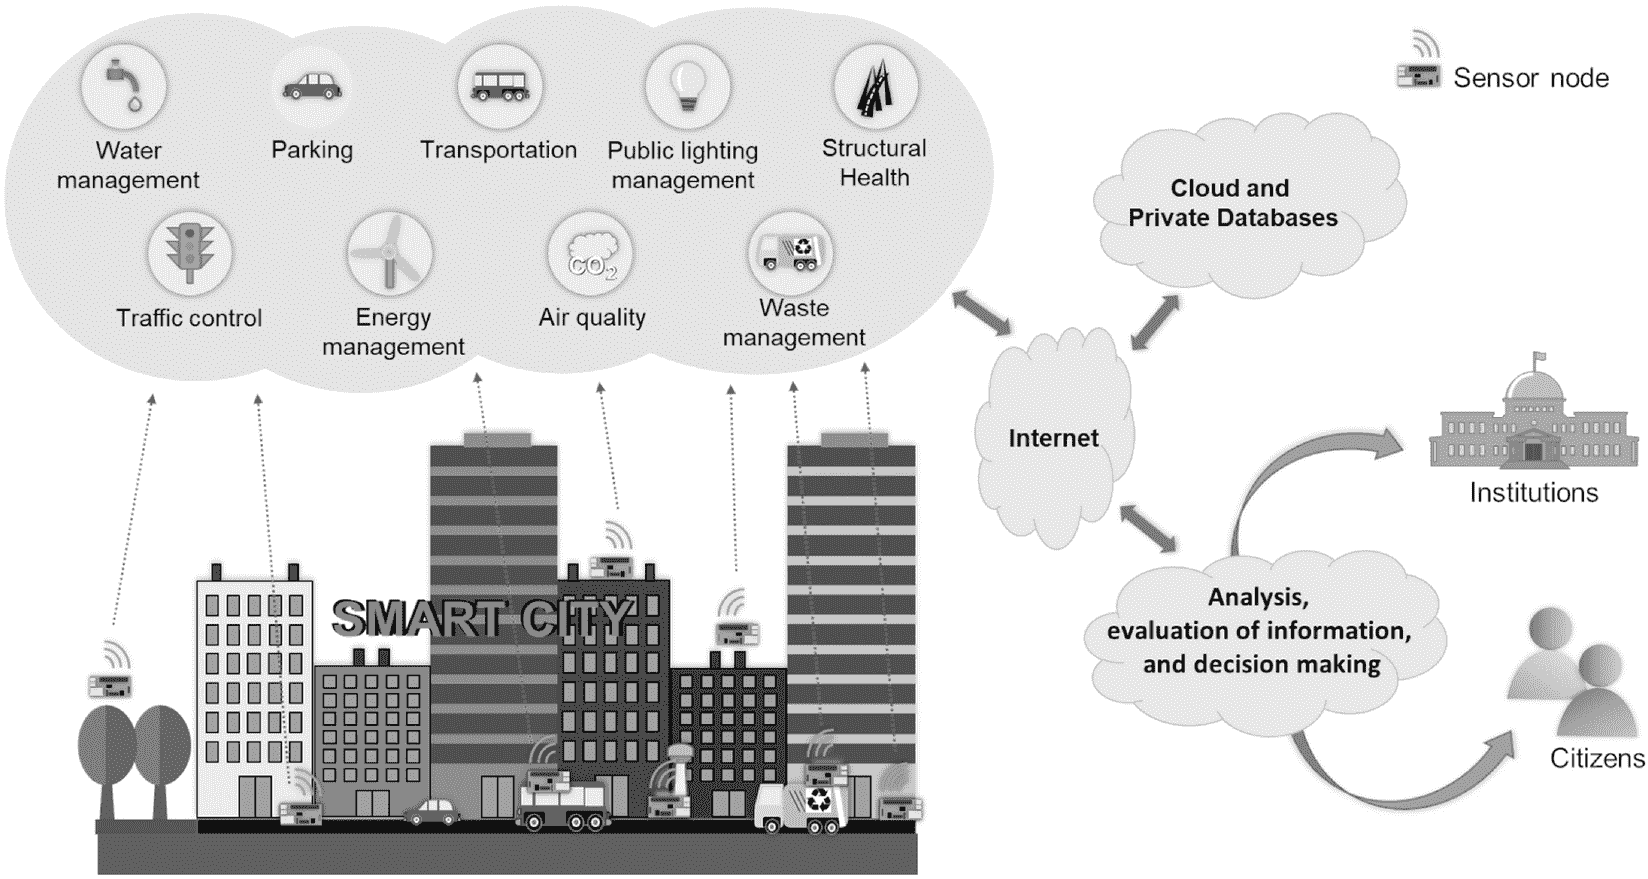 Sensor node
Water
management
Parking
Transportation
Public lighting
management
Structural
Health
Traffic control
Energy
management
CO2
Air quality
Waste
management
Cloud and
Private Databases
Internet
Institutions
SMART CITY
Analysis,
evaluation of information,
and decision making
Citizens